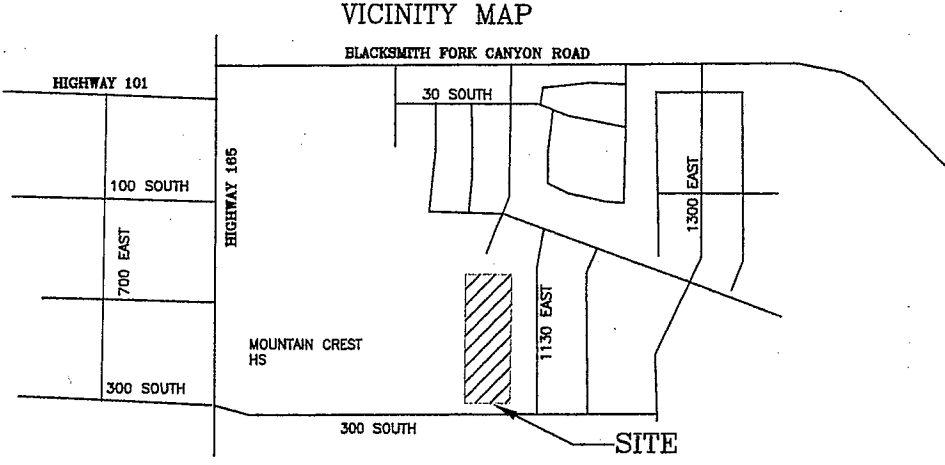 VICINITY MAP
BLACKSMITH FORK CANYON ROAD
HIGHWAY 101
30 SOUTH
HIGHWAY 165
100 SOUTH
1300 EAST
700 EAST
1130 EAST
MOUNTAIN CREST
HS
300 SOUTH
300 SOUTH
SITE